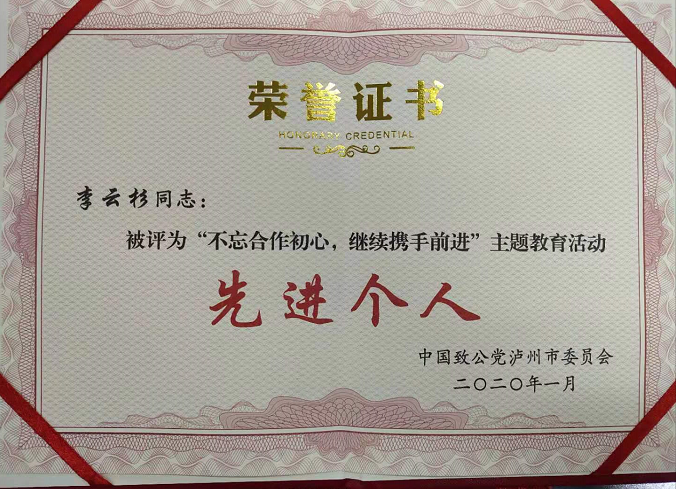 荣誉证书
HONORARY CREDENTIAL
李云杉同志：
被评为“不忘合作初心，继续携手前进”主题教育活动
先进个人
中国致公党泸州市委员会
二〇二〇年一月